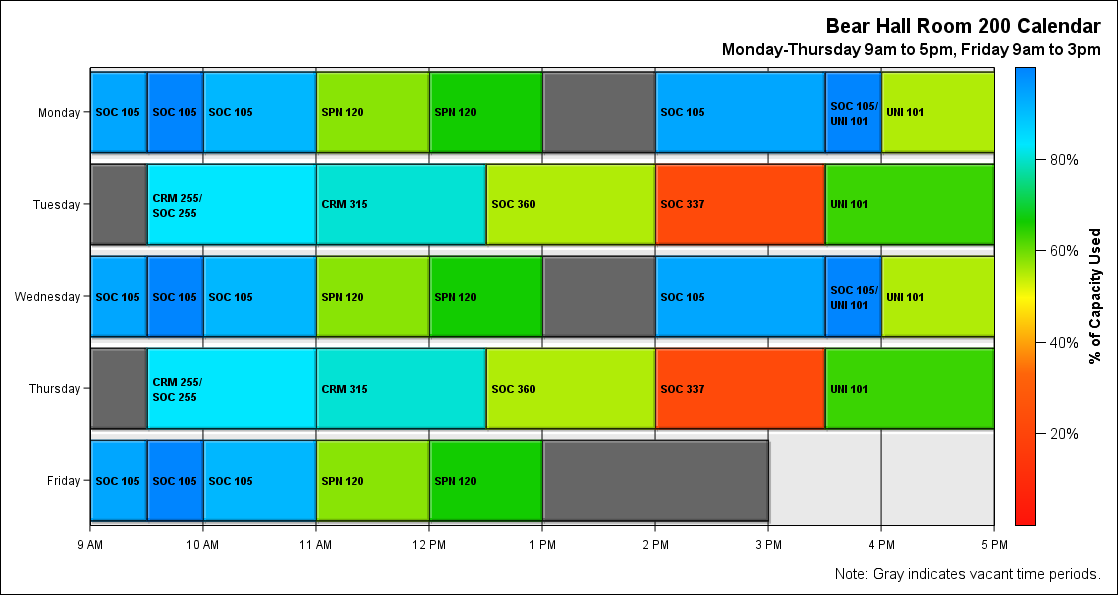 Bear Hall Room 200 Calendar
Monday-Thursday 9am to 5pm, Friday 9am to 3pm
Monday
SOC 105
SOC 105
SOC 105
SPN 120
SPN 120
SOC 105
SOC 105/
UNI 101
UNI 101
Tuesday
CRM 255/
SOC 255
CRM 315
SOC 360
SOC 337
UNI 101
Wednesday
SOC 105
SOC 105
SOC 105
SPN 120
SPN 120
SOC 105
SOC 105/
UNI 101
UNI 101
Thursday
CRM 255/
SOC 255
CRM 315
SOC 360
SOC 337
UNI 101
Friday
SOC 105
SOC 105
SOC 105
SPN 120
SPN 120
9 AM
10 AM
11 AM
12 PM
1 PM
2 PM
3 PM
4 PM
5 PM
80%
60%
40%
20%
% of Capacity Used
Note: Gray indicates vacant time periods.